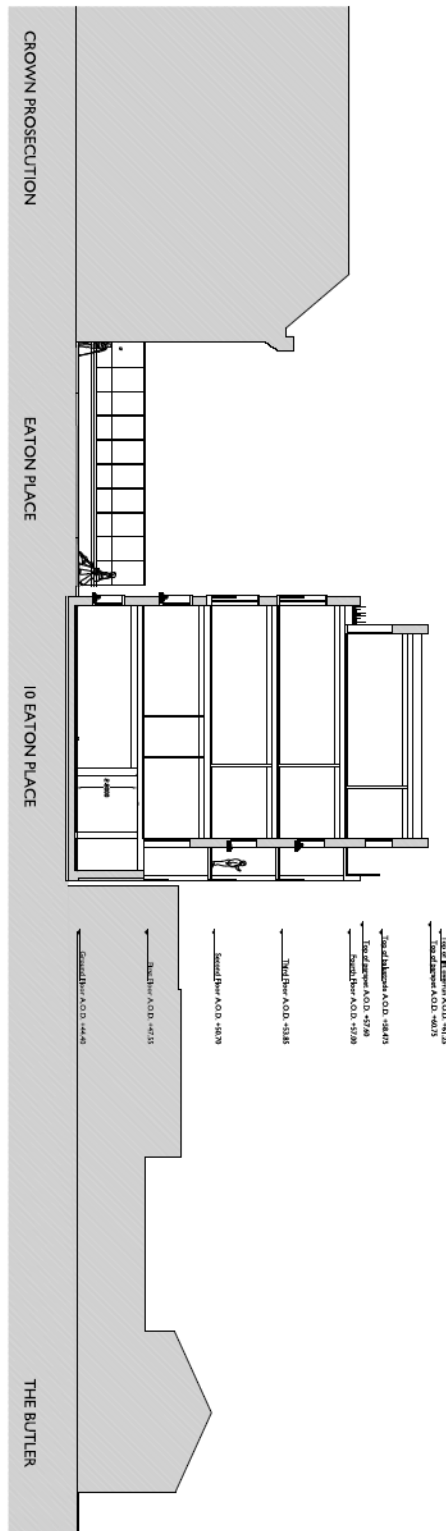 CROWN PROSECUTION
EATON PLACE
10 EATON PLACE
THE BUTLER
Top of parapet A.O.D. +60.75
Top of balustrade A.O.D. +58.475
Top of parapet A.O.D. +57.60
Fourth Floor A.O.D. +57.00
Third Floor A.O.D. +53.85
Second Floor A.O.D. +50.70
First Floor A.O.D. +47.55
Ground Floor A.O.D. +44.40